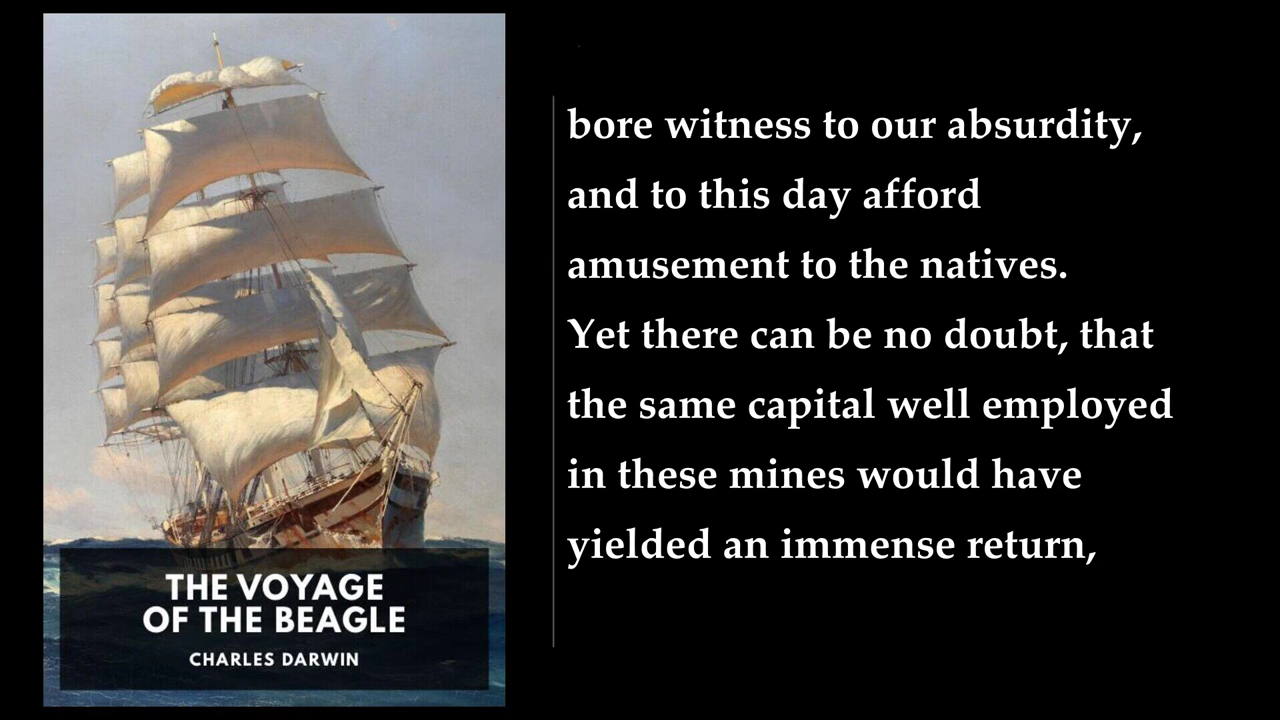 THE VOYAGE
OF THE BEAGLE
CHARLES DARWIN
bore witness to our absurdity,
and to this day afford
amusement to the natives.
Yet there can be no doubt, that
the same capital well employed
in these mines would have
yielded an immense return,